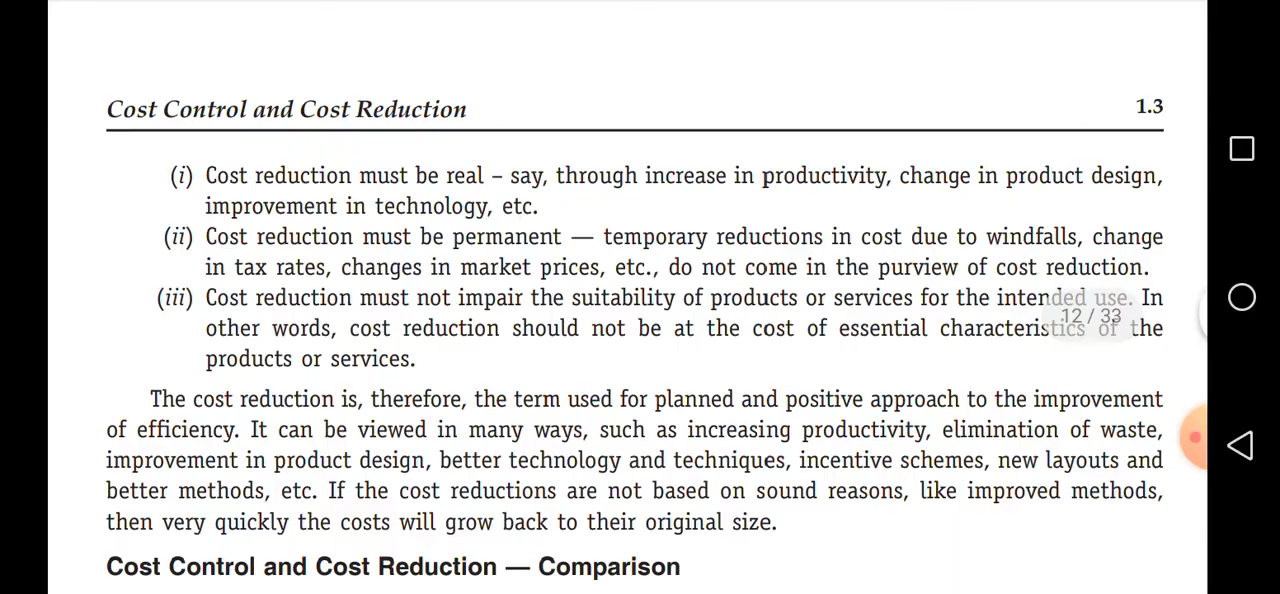 Cost Control and Cost Reduction 1.3
(i) Cost reduction must be real – say, through increase in productivity, change in product design,
improvement in technology, etc.
(ii) Cost reduction must be permanent — temporary reductions in cost due to windfalls, change
in tax rates, changes in market prices, etc., do not come in the purview of cost reduction.
(iii) Cost reduction must not impair the suitability of products or services for the intended use. In
12 / 33
other words, cost reduction should not be at the cost of essential characteristics of the
products or services.
The cost reduction is, therefore, the term used for planned and positive approach to the improvement
of efficiency. It can be viewed in many ways, such as increasing productivity, elimination of waste,
improvement in product design, better technology and techniques, incentive schemes, new layouts and
better methods, etc. If the cost reductions are not based on sound reasons, like improved methods,
then very quickly the costs will grow back to their original size.
Cost Control and Cost Reduction — Comparison